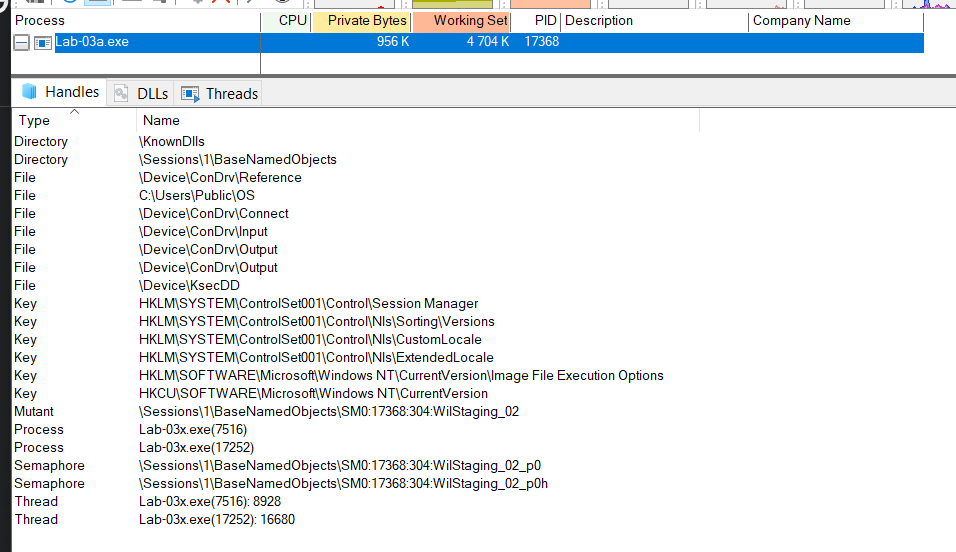 Process CPU Private Bytes Working Set PID Description Company Name
Lab-03a.exe 956 K 4 704 K 17368
Handles DLLs Threads
Type Name
Directory \KnownDlls
Directory \Sessions\1\BaseNamedObjects
File \Device\ConDrv\Reference
File C:\Users\Public\OS
File \Device\ConDrv\Connect
File \Device\ConDrv\Input
File \Device\ConDrv\Output
File \Device\ConDrv\Output
File \Device\KsecDD
Key HKLM\SYSTEM\ControlSet001\Control\Session Manager
Key HKLM\SYSTEM\ControlSet001\Control\Nls\Sorting\Versions
Key HKLM\SYSTEM\ControlSet001\Control\Nls\CustomLocale
Key HKLM\SYSTEM\ControlSet001\Control\Nls\ExtendedLocale
Key HKLM\SOFTWARE\Microsoft\Windows NT\CurrentVersion\Image File Execution Options
Key HKCU\SOFTWARE\Microsoft\Windows NT\CurrentVersion
Mutant \Sessions\1\BaseNamedObjects\SM0:17368:304:WilStaging_02
Process Lab-03x.exe(7516)
Process Lab-03x.exe(17252)
Semaphore \Sessions\1\BaseNamedObjects\SM0:17368:304:WilStaging_02_p0
Semaphore \Sessions\1\BaseNamedObjects\SM0:17368:304:WilStaging_02_p0h
Thread Lab-03x.exe(7516): 8928
Thread Lab-03x.exe(17252): 16680